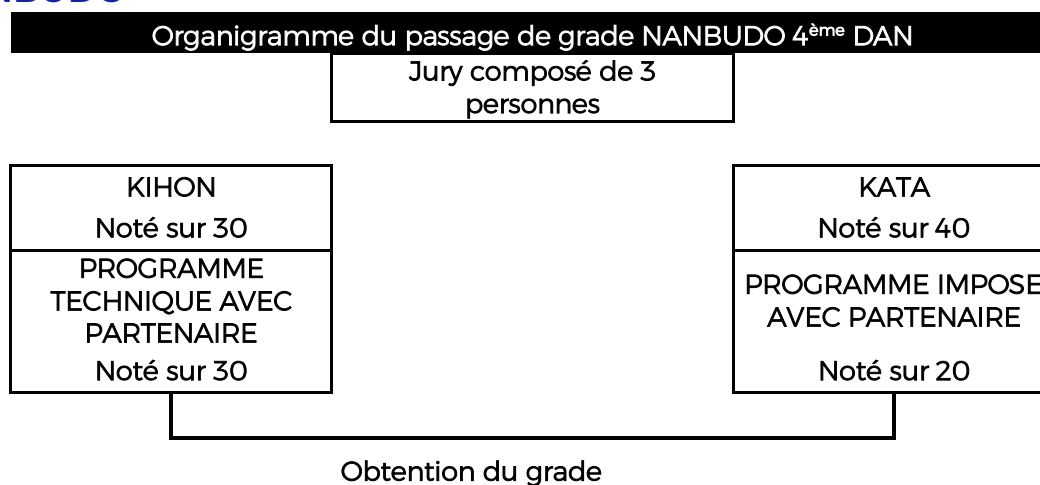 Organigramme du passage de grade NANBUDO 4ème DAN
Jury composé de 3
personnes
KIHON
Noté sur 30
PROGRAMME
TECHNIQUE AVEC
PARTENAIRE
Noté sur 30
KATA
Noté sur 40
PROGRAMME IMPOSE
AVEC PARTENAIRE
Noté sur 20
Obtention du grade